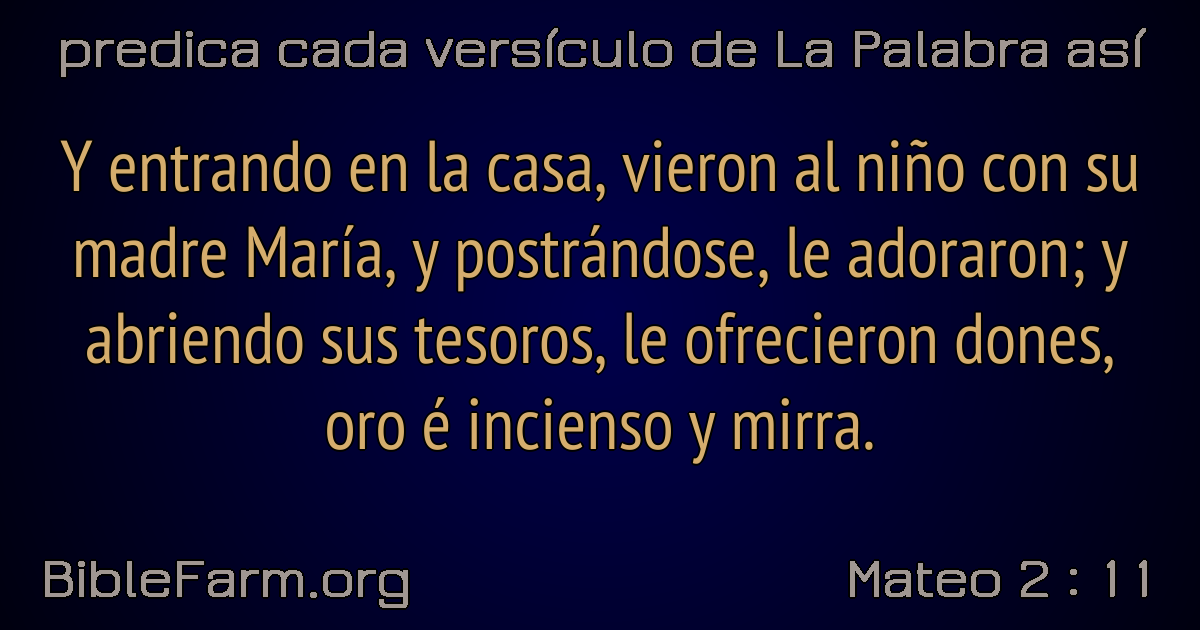 predica cada versículo de La Palabra así
Y entrando en la casa, vieron al niño con su
madre María, y postrándose, le adoraron; y
abriendo sus tesoros, le ofrecieron dones,
oro é incienso y mirra.
BibleFarm.org
Mateo 2 : 11